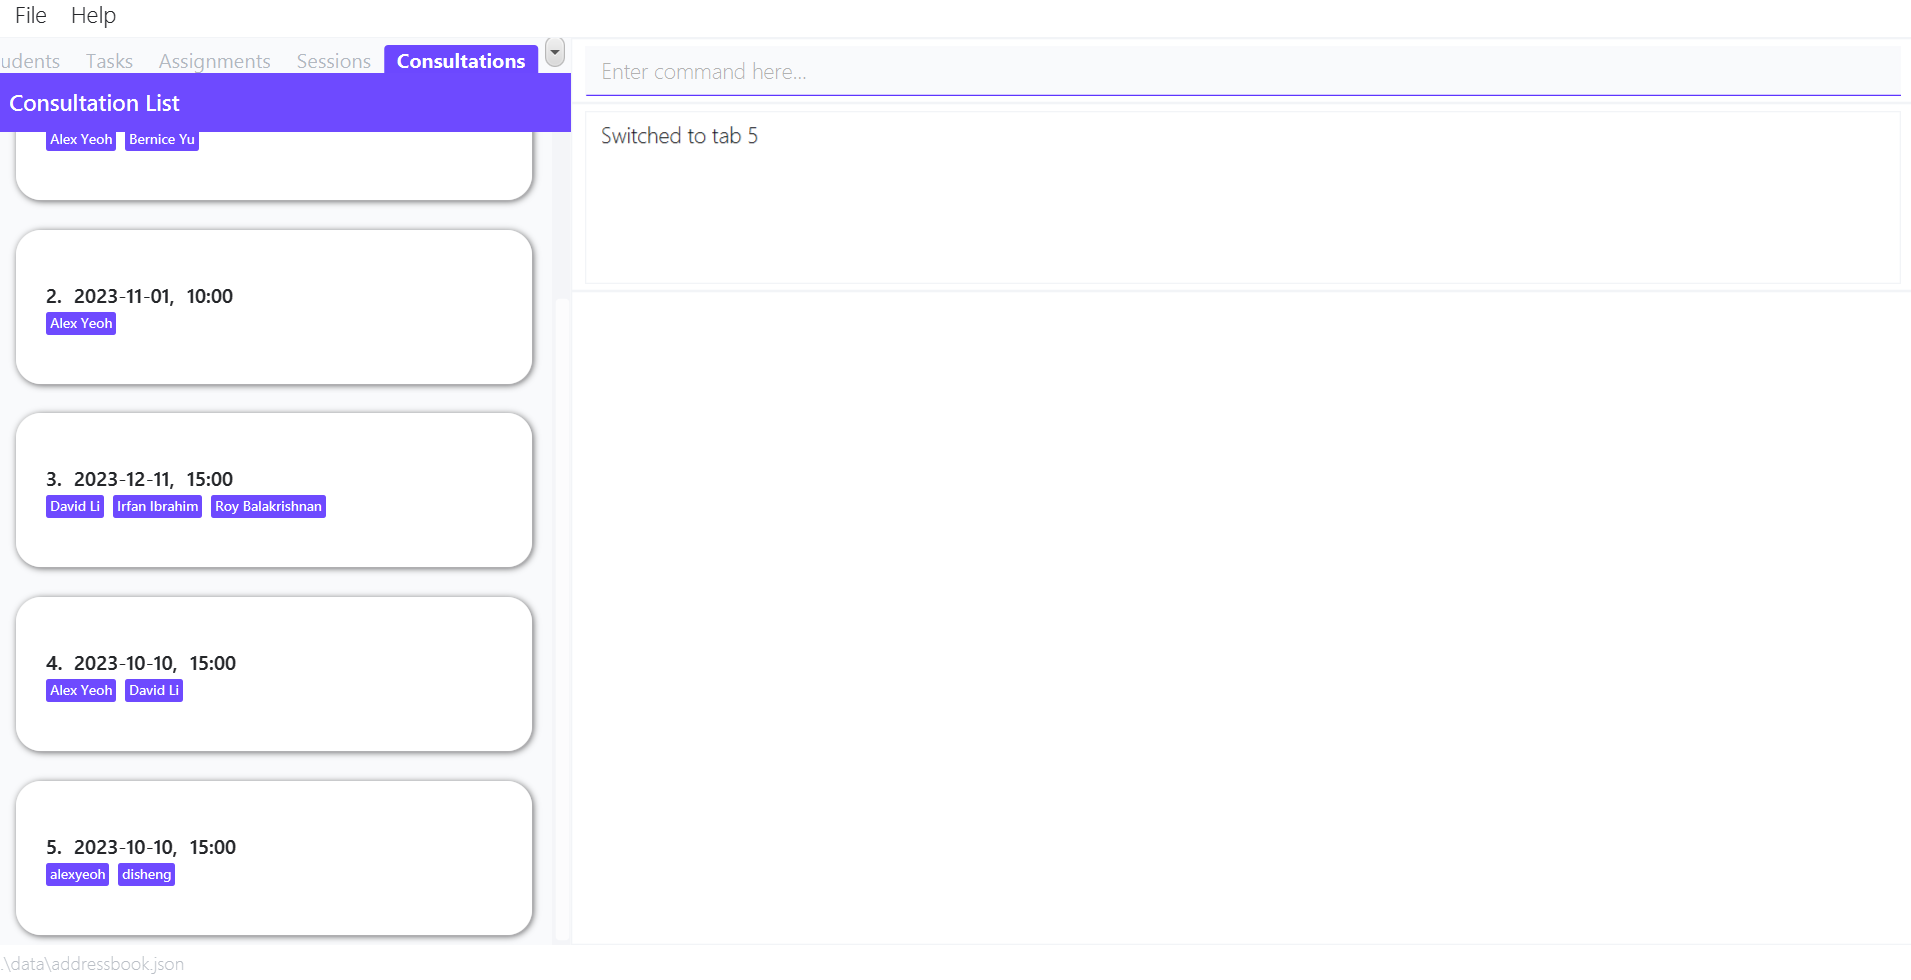 File Help
udents Tasks Assignments Sessions Consultations
Consultation List
Alex Yeoh Bernice Yu
2. 2023-11-01, 10:00
Alex Yeoh
3. 2023-12-11, 15:00
David Li Irfan Ibrahim Roy Balakrishnan
4. 2023-10-10, 15:00
Alex Yeoh David Li
5. 2023-10-10, 15:00
alexyeoh disheng
Enter command here...
Switched to tab 5
.\data\addressbook.json